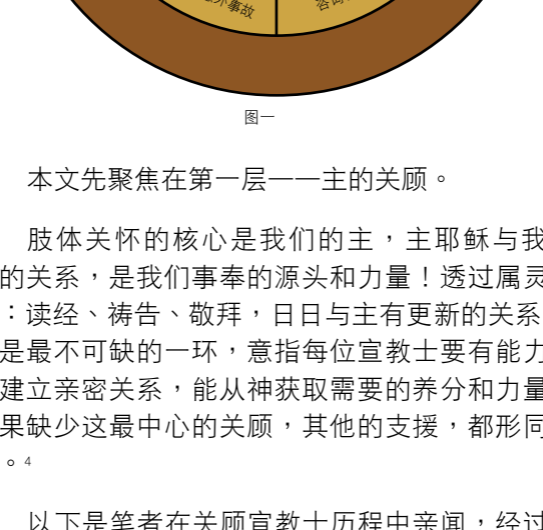 外事故
咨询
图一
本文先聚焦在第一层——主的关顾。
肢体关怀的核心是我们的主，主耶稣与我
的关系，是我们事奉的源头和力量！透过属灵
：读经、祷告、敬拜，日日与主有更新的关系
是最不可缺的一环，意指每位宣教士要有能力
建立亲密关系，能从神获取需要的养分和力量
果缺少这最中心的关顾，其他的支援，都形同
。4
以下是笔者在关顾宣教士历程中亲闻，经过